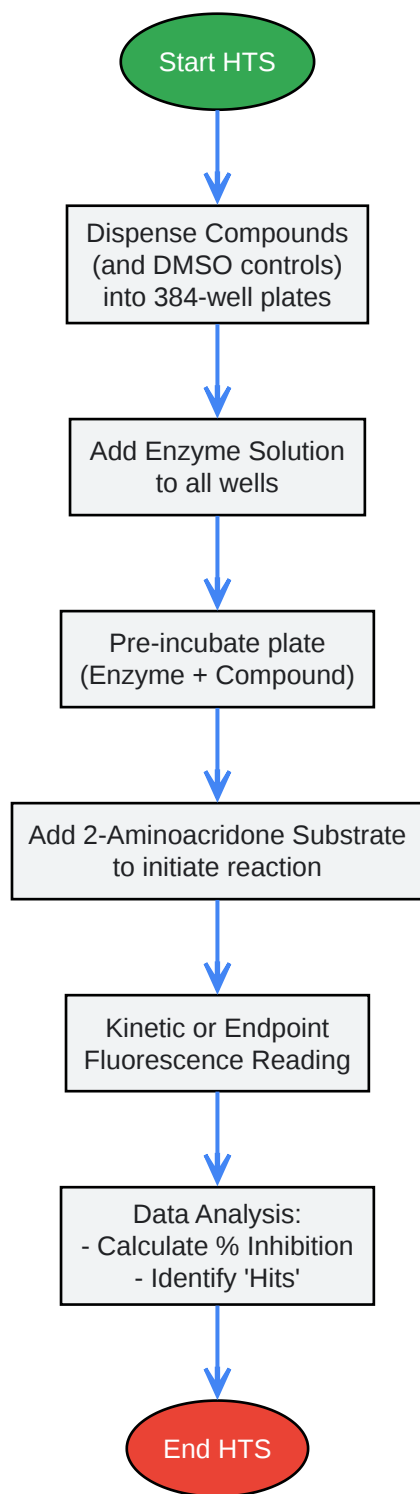 Start HTS
Dispense Compounds
(and DMSO controls)
into 384-well plates
Add Enzyme Solution
to all wells
Pre-incubate plate
(Enzyme + Compound)
Add 2-Aminoacridone Substrate
to initiate reaction
Kinetic or Endpoint
Fluorescence Reading
Data Analysis:
- Calculate % Inhibition
- Identify 'Hits'
End HTS